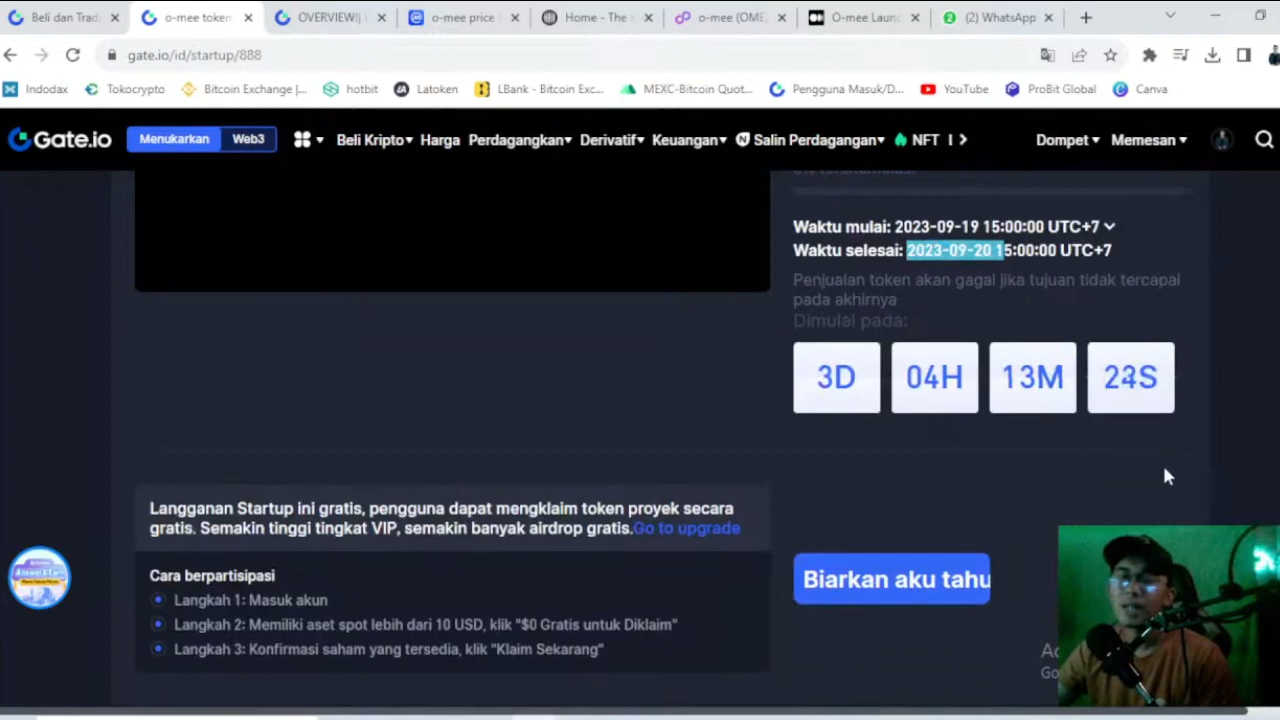 Beli dan Trad
o-mee token
OVERVIEW|
o-mee price
Home - The s
o-mee (OME
O-mee Laun
(2) WhatsApp
gate.io/id/startup/888
Indodax
Tokocrypto
Bitcoin Exchange |...
hotbit
Latoken
LBank - Bitcoin Exc...
MEXC-Bitcoin Quot...
Pengguna Masuk/D...
YouTube
ProBit Global
Canva
Gate.io
Menukarkan
Web3
Beli Kripto
Harga
Perdagangkan
Derivatif
Keuangan
Salin Perdagangan
NFT
Dompet
Memesan
Waktu mulai: 2023-09-19 15:00:00 UTC+7
Waktu selesai: 2023-09-20 15:00:00 UTC+7
Penjualan token akan gagal jika tujuan tidak tercapai
pada akhirnya
Dimulai pada:
3D
04H
13M
Langganan Startup ini gratis, pengguna dapat mengklaim token proyek secara
gratis. Semakin tinggi tingkat VIP, semakin banyak airdrop gratis.Go to upgrade
Cara berpartisipasi
Langkah 1: Masuk akun
Langkah 2: Memiliki aset spot lebih dari 10 USD, klik "$0 Gratis untuk Diklaim"
Langkah 3: Konfirmasi saham yang tersedia, klik "Klaim Sekarang"
Biarkan aku tahu